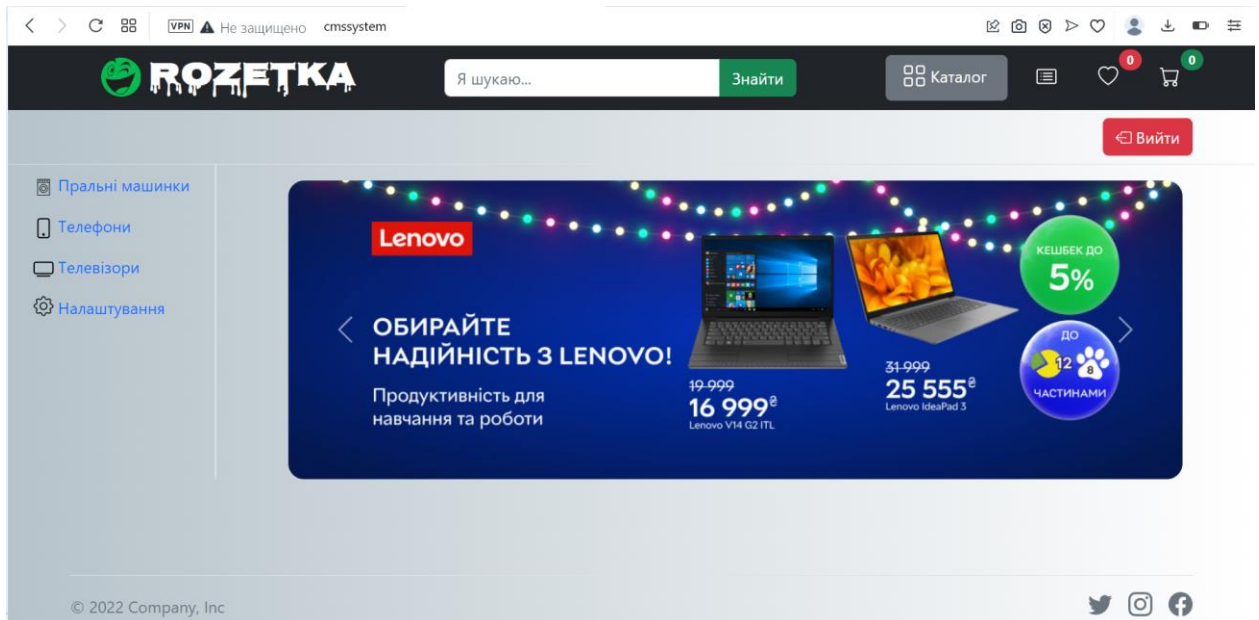 VPN Не защищено cmssystem
ROZETKA
Я шукаю...
Знайти
Каталог
0
0
Вийти
Пральні машинки
Телефони
Телевізори
Налаштування
Lenovo
ОБИРАЙТЕ
НАДІЙНІСТЬ З LENOVO!
Продуктивність для
навчання та роботи
19 999
16 999₴
Lenovo V14 G2 ITL
31 999
25 555₴
Lenovo IdeaPad 3
КЕШБЕК ДО
5%
ДО
12 8
ЧАСТИНАМИ
© 2022 Company, Inc